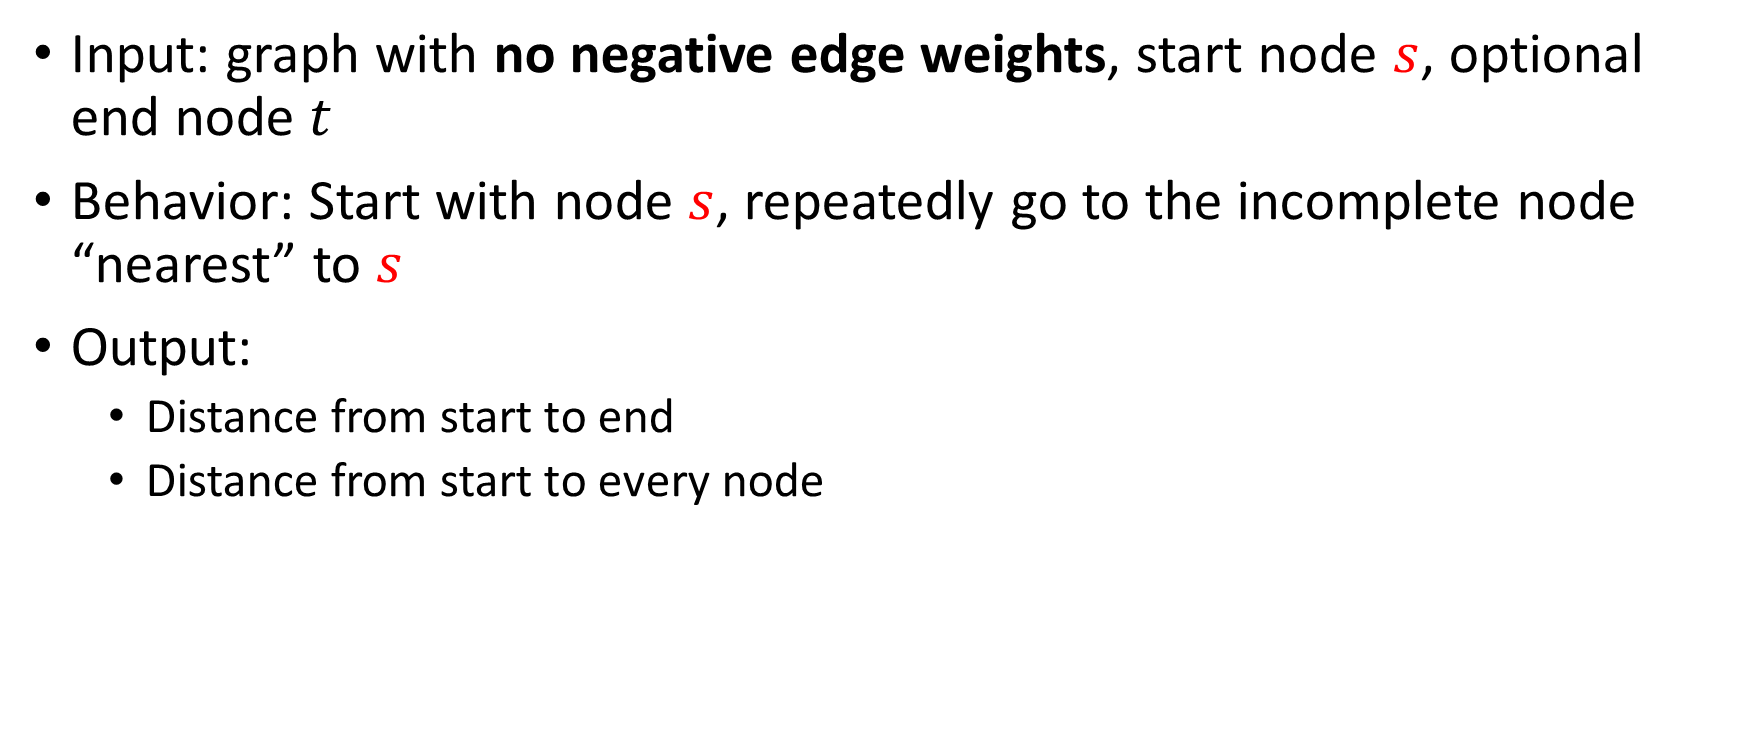 • Input: graph with no negative edge weights, start node s, optional
end node t
• Behavior: Start with node s, repeatedly go to the incomplete node
“nearest” to s
• Output:
• Distance from start to end
• Distance from start to every node